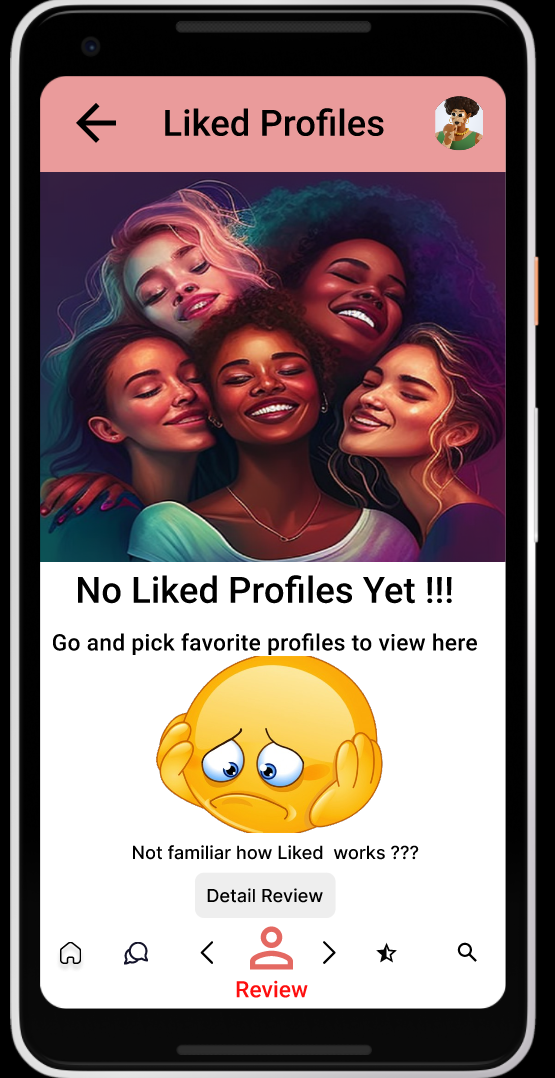 Liked Profiles
No Liked Profiles Yet !!!
Go and pick favorite profiles to view here
Not familiar how Liked  works ???
Detail Review
Review